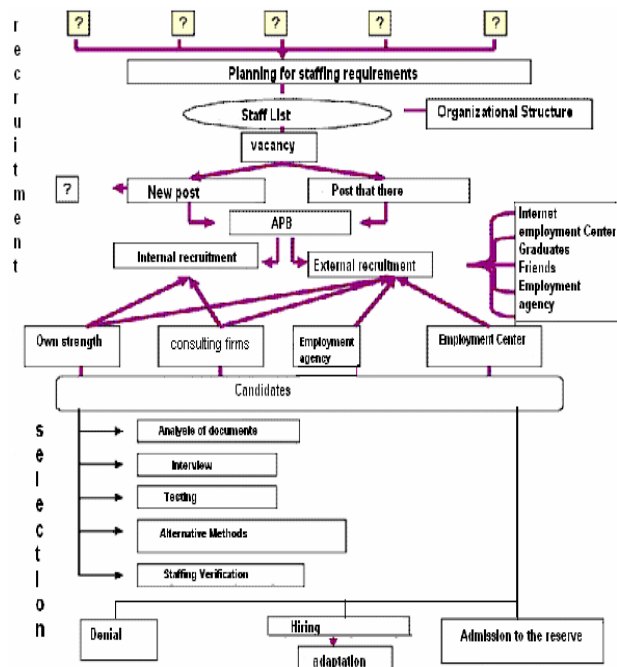 recruitment
? ? ? ? ?
Planning for staffing requirements
Staff List
Organizational Structure
vacancy
?
New post
Post that there
APB
Internal recruitment
External recruitment
Internet
employment Center
Graduates
Friends
Employment
agency
Own strength
consulting firms
Employment
agency
Employment Center
Candidates
selection
Analysis of documents
Interview
Testing
Alternative Methods
Staffing Verification
Denial
Hiring
Admission to the reserve
adaptation